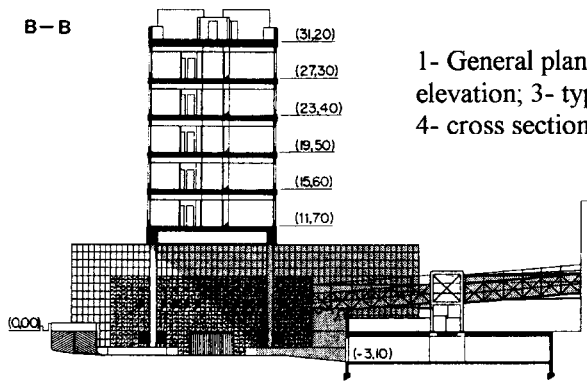 B—B
(31,20)
1- General plan
(27,30)
elevation; 3- typ
(23,40)
4- cross section
(19,50)
(15,60)
(11,70)
(0,00)
(-3,10)